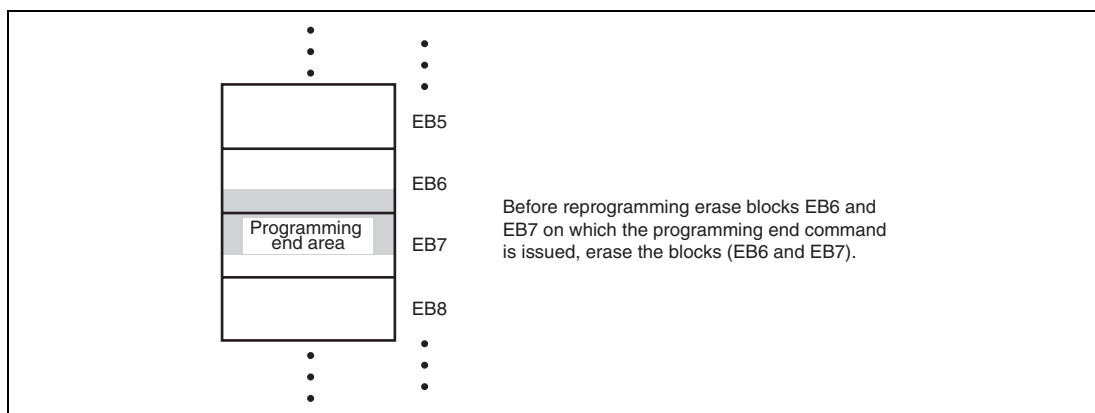 EB5
EB6
Programming
end area
EB7
EB8
Before reprogramming erase blocks EB6 and
EB7 on which the programming end command
is issued, erase the blocks (EB6 and EB7).